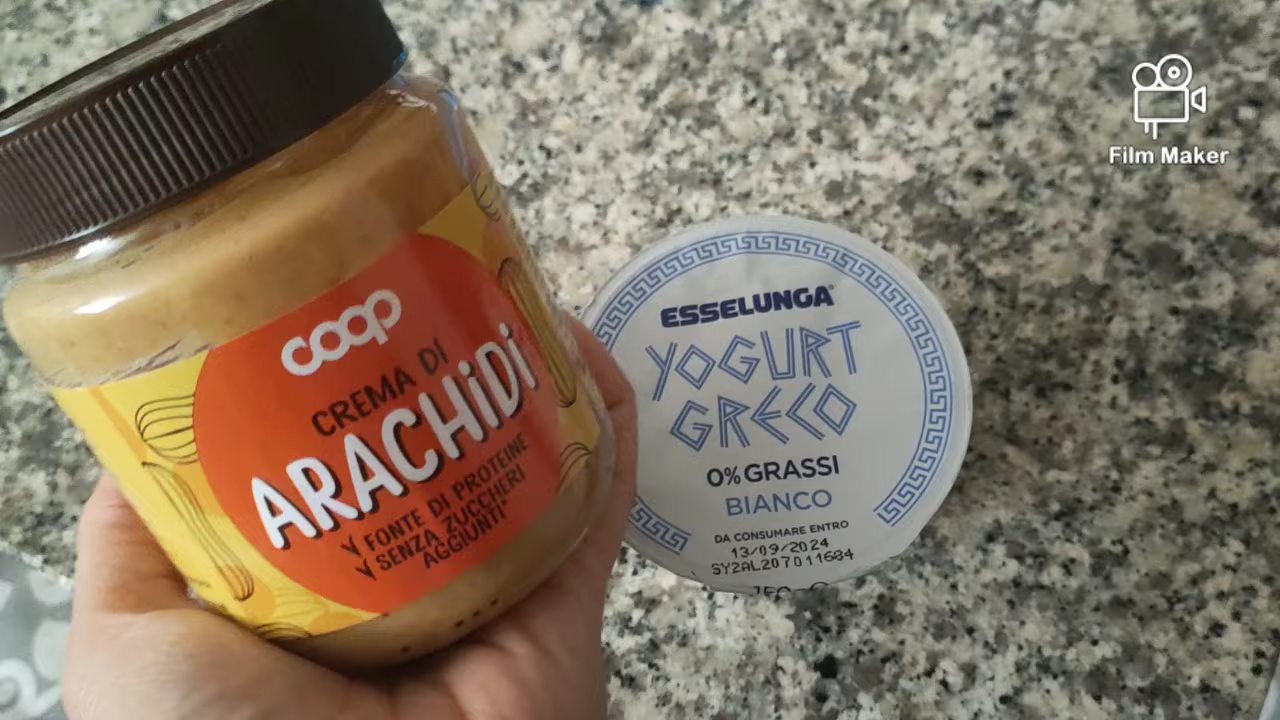 coop
CREMA DI
ARACHiDi
FONTE DI PROTEINE
SENZA ZUCCHERI
AGGIUNTI*
ESSELUNGA®
YOGURT
GRECO
0% GRASSI
BIANCO
DA CONSUMARE ENTRO
13/09/2024
SY2AL207011684
Film Maker